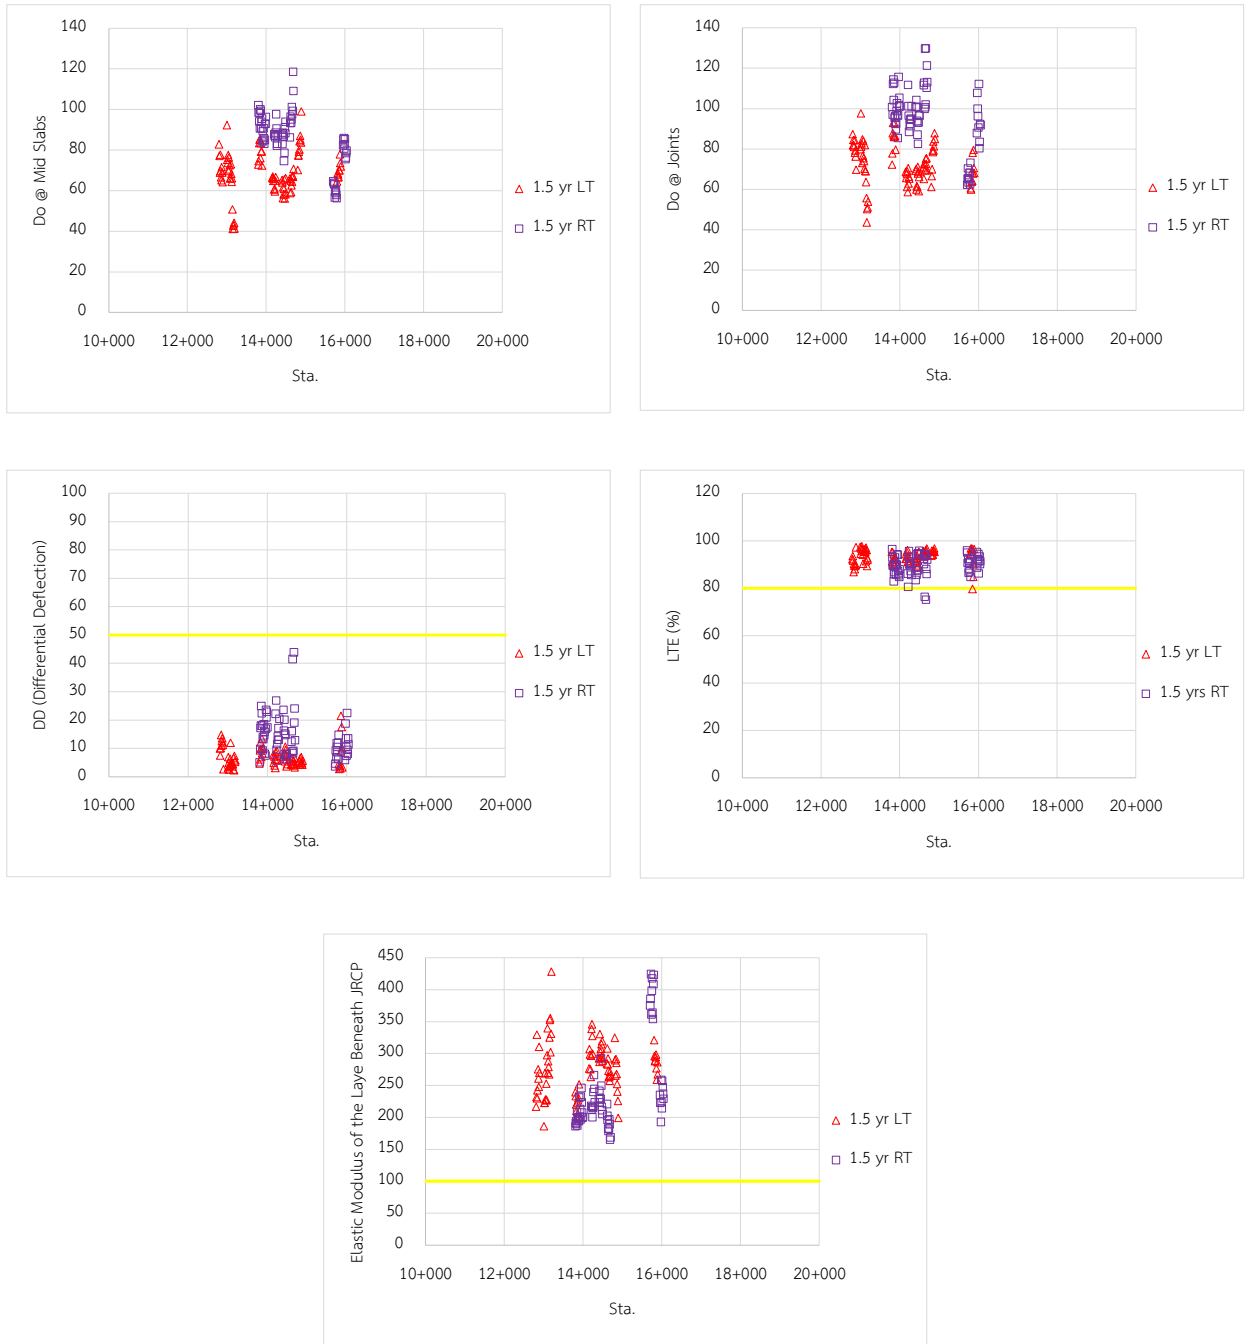 140
120
100
80
60
40
20
0
Do @ Mid Slabs
10+000 12+000 14+000 16+000 18+000 20+000
Sta.
1.5 yr LT
1.5 yr RT
140
120
100
80
60
40
20
0
Do @ Joints
10+000 12+000 14+000 16+000 18+000 20+000
Sta.
1.5 yr LT
1.5 yr RT
100
90
80
70
60
50
40
30
20
10
0
DD (Differential Deflection)
10+000 12+000 14+000 16+000 18+000 20+000
Sta.
1.5 yr LT
1.5 yr RT
120
100
80
60
40
20
0
LTE (%)
10+000 12+000 14+000 16+000 18+000 20+000
Sta.
1.5 yr LT
1.5 yrs RT
450
400
350
300
250
200
150
100
50
0
Elastic Modulus of the Laye Beneath JRCP
10+000 12+000 14+000 16+000 18+000 20+000
Sta.
1.5 yr LT
1.5 yr RT